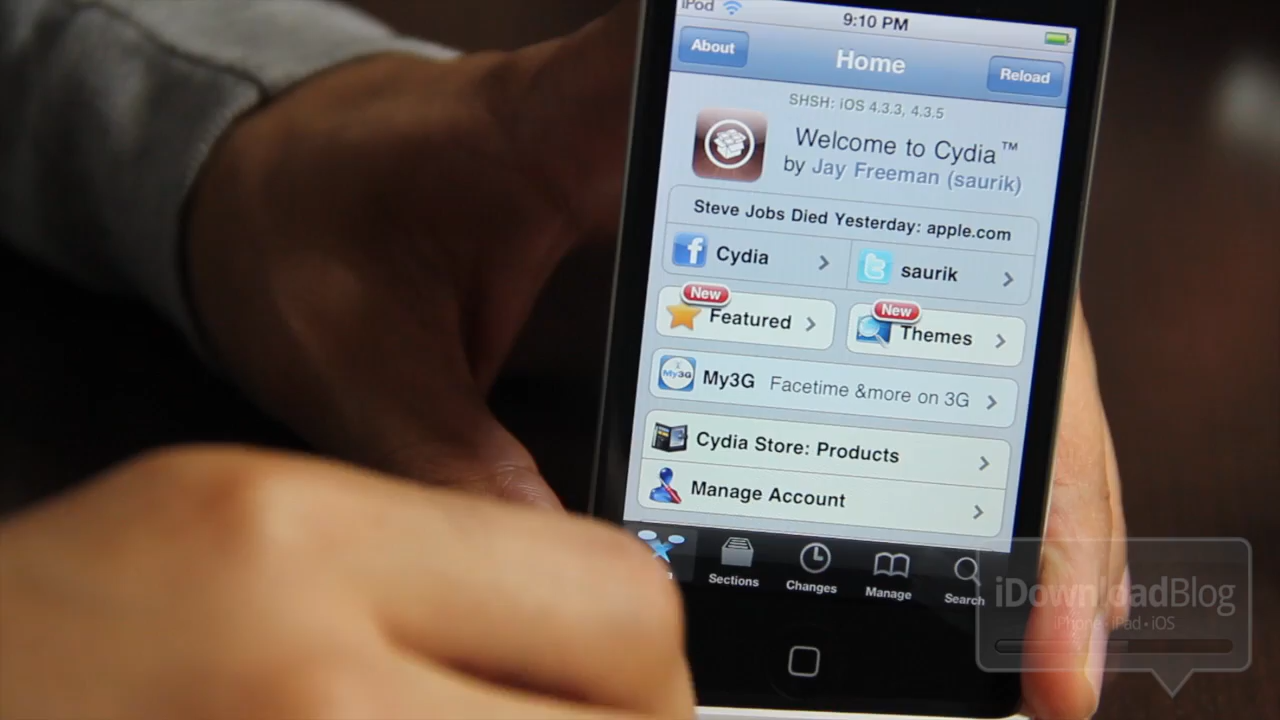 iPod
9:10 PM
About
Home
Reload
SHSH: iOS 4.3.3, 4.3.5
Welcome to Cydia™
by Jay Freeman (saurik)
Steve Jobs Died Yesterday: apple.com
Cydia
saurik
New
Featured
New
Themes
My3G
My3G Facetime &more on 3G
Cydia Store: Products
Manage Account
Sections
Changes
Manage
Search
iDownloadBlog
iPhone • iPad • iOS